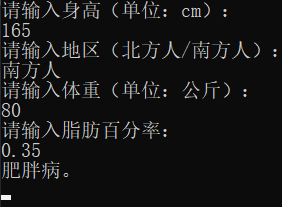 请输入身高（单位：cm）：
165
请输入地区（北方人/南方人）：
南方人
请输入体重（单位：公斤）：
80
请输入脂肪百分率：
0.35
肥胖病。